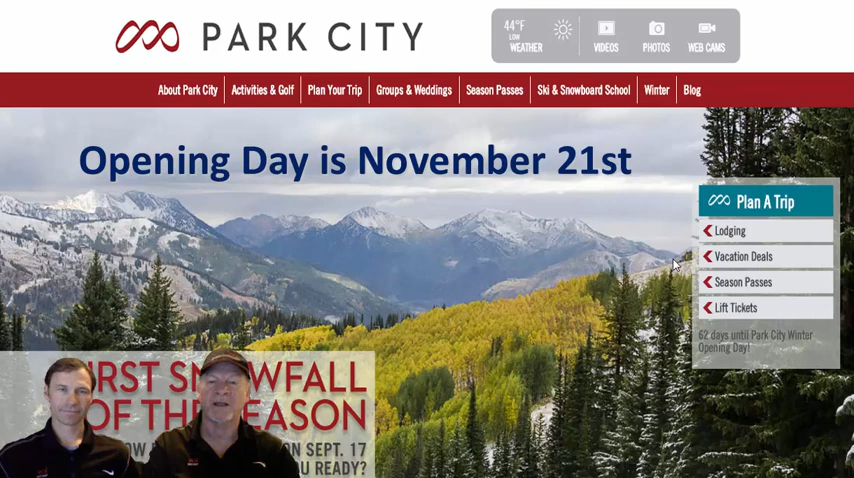 PARK CITY
44°F
LOW
WEATHER
VIDEOS
PHOTOS
WEB CAMS
About Park City
Activities & Golf
Plan Your Trip
Groups & Weddings
Season Passes
Ski & Snowboard School
Winter
Blog
Opening Day is November 21st
Plan A Trip
Lodging
Vacation Deals
Season Passes
Lift Tickets
62 days until Park City Winter
Opening Day!
RST SN WFALL
OF THE EASON
OW ON SEPT. 17
OU READY?